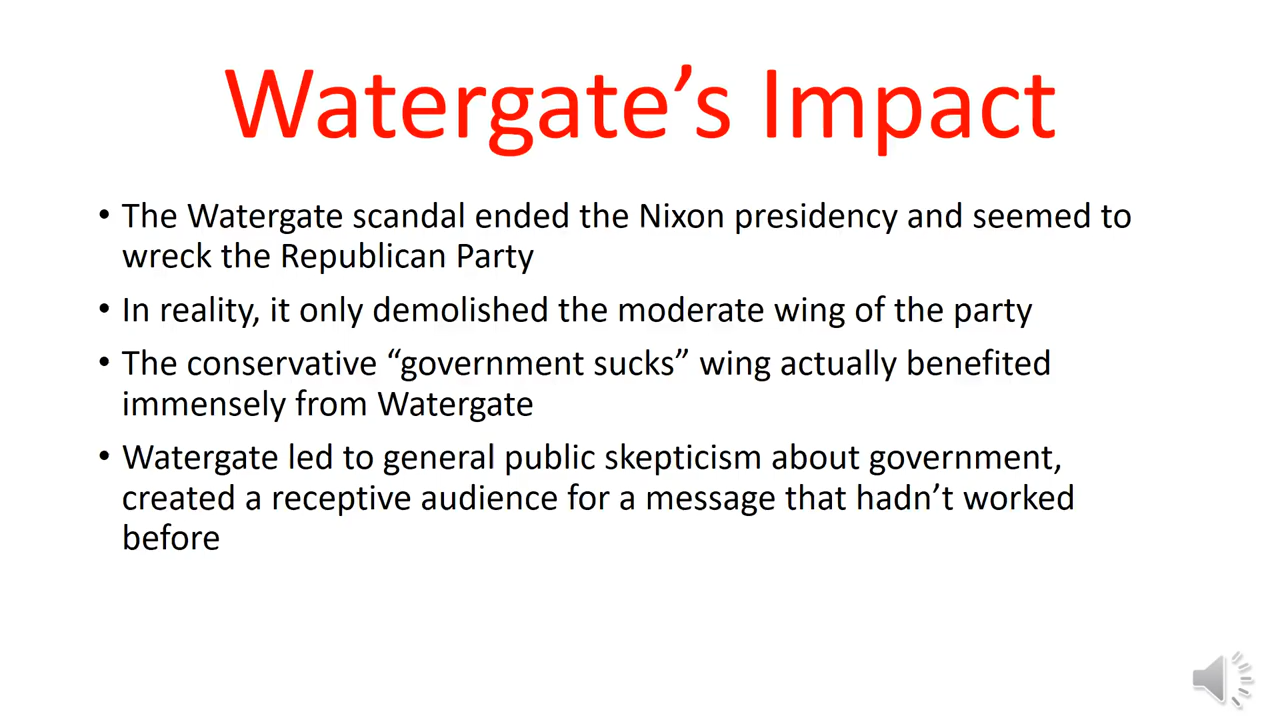 Watergate’s Impact
• The Watergate scandal ended the Nixon presidency and seemed to
wreck the Republican Party
• In reality, it only demolished the moderate wing of the party
• The conservative “government sucks” wing actually benefited
immensely from Watergate
• Watergate led to general public skepticism about government,
created a receptive audience for a message that hadn’t worked
before